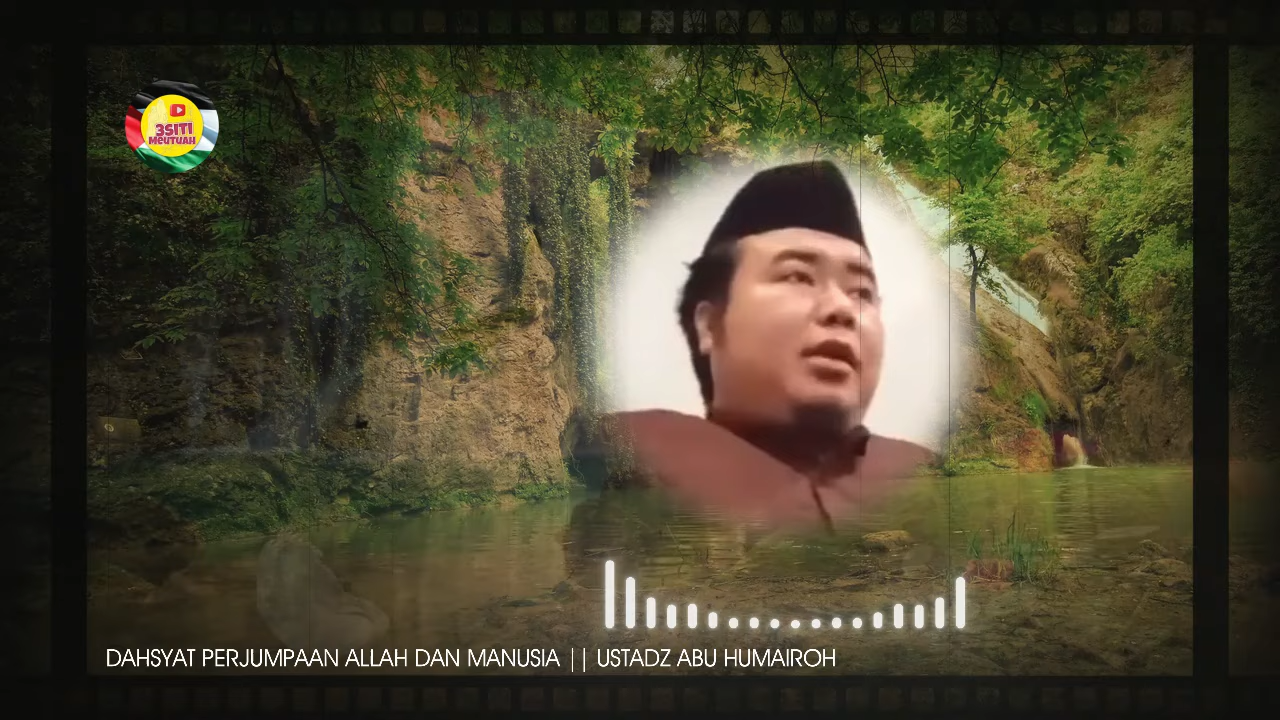 3SITI
MEUTUAH
DAHSYAT PERJUMPAAN ALLAH DAN MANUSIA || USTADZ ABU HUMAIROH